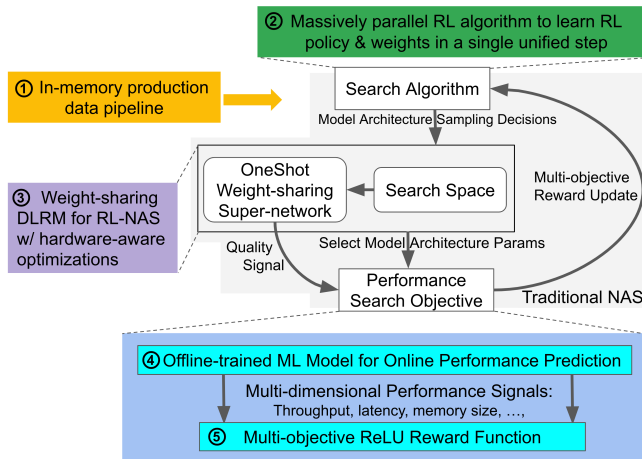 ② Massively parallel RL algorithm to learn RL
policy & weights in a single unified step
① In-memory production
data pipeline
Search Algorithm
Model Architecture Sampling Decisions
OneShot
Weight-sharing
Super-network
Search Space
Multi-objective
Reward Update
③ Weight-sharing
DLRM for RL-NAS
w/ hardware-aware
optimizations
Quality
Signal
Select Model Architecture Params
Performance
Search Objective
Traditional NAS
④ Offline-trained ML Model for Online Performance Prediction
Multi-dimensional Performance Signals:
Throughput, latency, memory size, …,
⑤ Multi-objective ReLU Reward Function